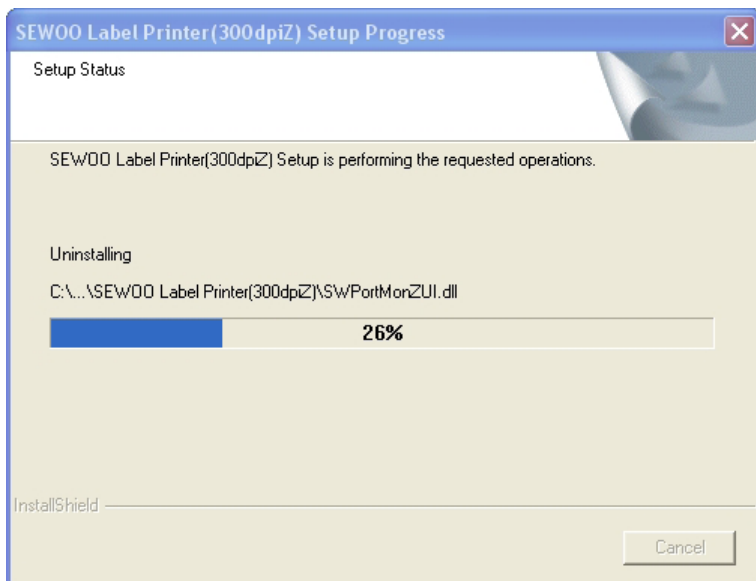 SEWOO Label Printer(300dpiZ) Setup Progress
Setup Status
SEWOO Label Printer(300dpiZ) Setup is performing the requested operations.
Uninstalling
C:\...\SEWOO Label Printer(300dpiZ)\SWPortMonZUI.dll
26%
InstallShield
Cancel